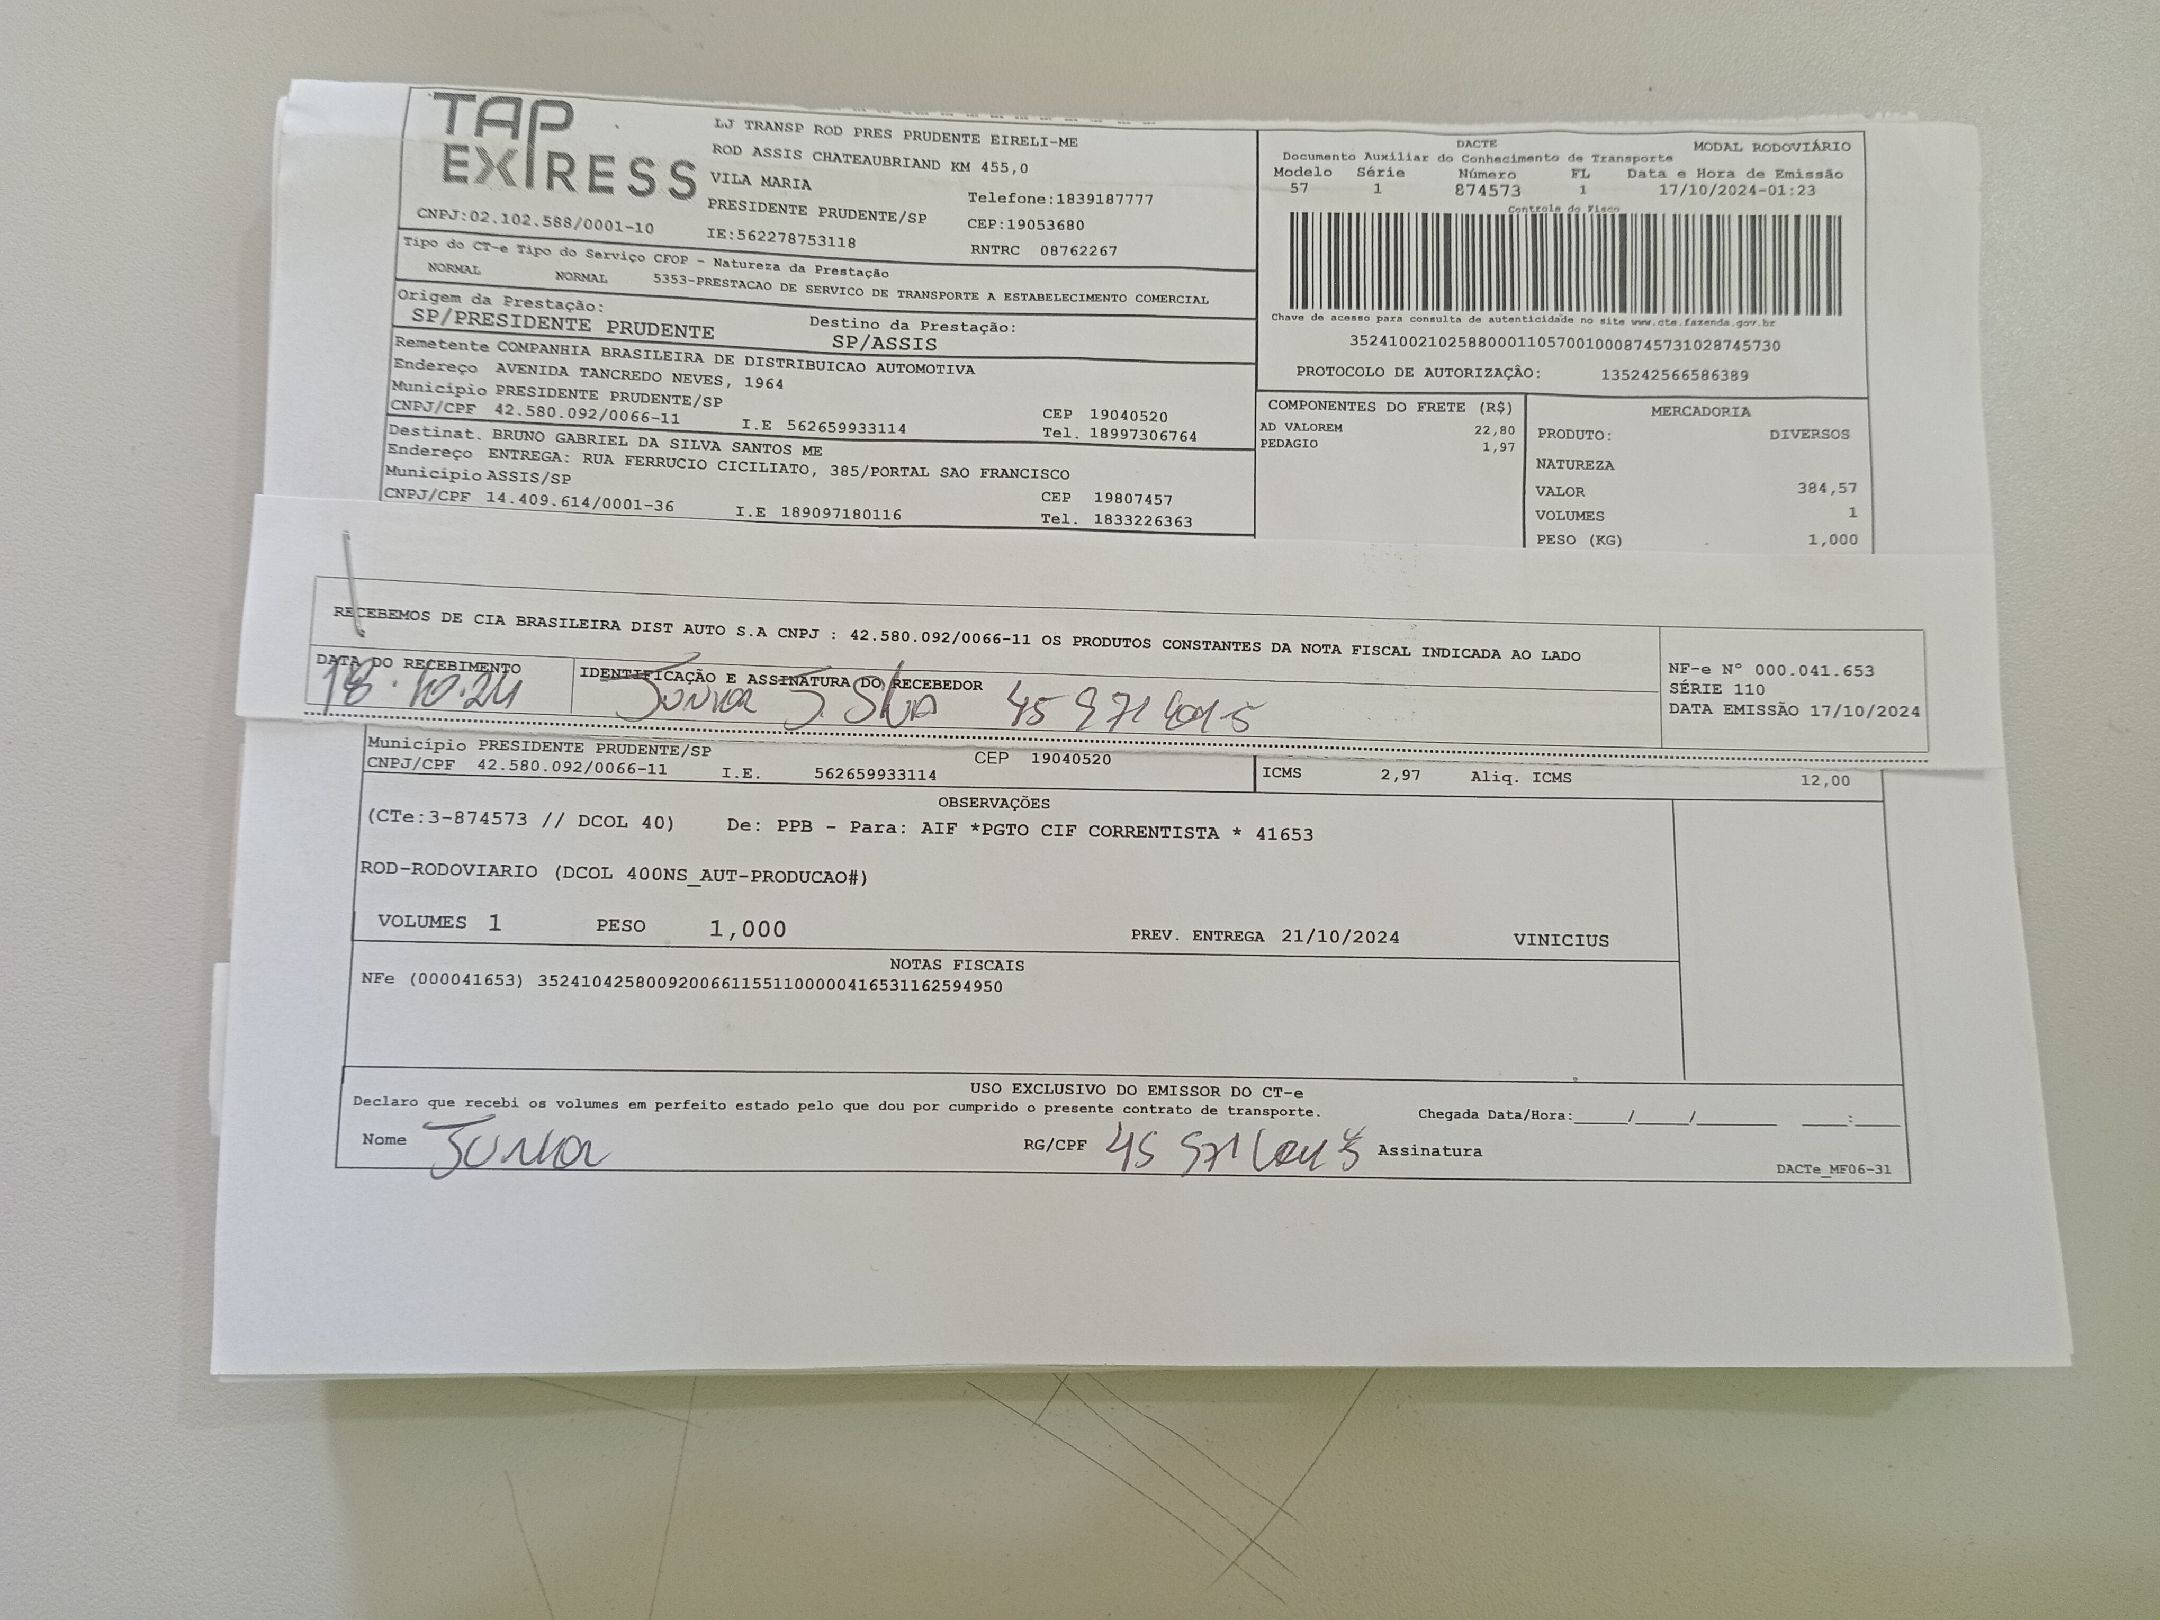 TAP
EXPRESS
CNPJ:02.102.588/0001-10
LJ TRANSP ROD PRES PRUDENTE EIRELI-ME
ROD ASSIS CHATEAUBRIAND KM 455,0
VILA MARIA
PRESIDENTE PRUDENTE/SP
IE:562278753118
Telefone:1839187777
CEP:19053680
RNTRC 08762267
DACTE MODAL RODOVIÁRIO
Documento Auxiliar do Conhecimento de Transporte
Modelo Série Número FL Data e Hora de Emissão
57 1 874573 1 17/10/2024-01:23
Controle do Fisco
Chave de acesso para consulta de autenticidade no site www.cte.fazenda.gov.br
35241002102588000110570010008745731028745730
PROTOCOLO DE AUTORIZAÇÃO: 135242566586389
Tipo do CT-e Tipo do Serviço CFOP - Natureza da Prestação
NORMAL NORMAL 5353-PRESTACAO DE SERVICO DE TRANSPORTE A ESTABELECIMENTO COMERCIAL
Origem da Prestação: Destino da Prestação:
SP/PRESIDENTE PRUDENTE SP/ASSIS
Remetente COMPANHIA BRASILEIRA DE DISTRIBUICAO AUTOMOTIVA
Endereço AVENIDA TANCREDO NEVES, 1964
Município PRESIDENTE PRUDENTE/SP CEP 19040520
CNPJ/CPF 42.580.092/0066-11 I.E 562659933114 Tel. 18997306764
Destinat. BRUNO GABRIEL DA SILVA SANTOS ME
Endereço ENTREGA: RUA FERRUCIO CICILIATO, 385/PORTAL SAO FRANCISCO
Município ASSIS/SP CEP 19807457
CNPJ/CPF 14.409.614/0001-36 I.E 189097180116 Tel. 1833226363
COMPONENTES DO FRETE (R$)
AD VALOREM 22,80
PEDAGIO 1,97
MERCADORIA
PRODUTO: DIVERSOS
NATUREZA
VALOR 384,57
VOLUMES 1
PESO (KG) 1,000
RECEBEMOS DE CIA BRASILEIRA DIST AUTO S.A CNPJ : 42.580.092/0066-11 OS PRODUTOS CONSTANTES DA NOTA FISCAL INDICADA AO LADO
DATA DO RECEBIMENTO IDENTIFICAÇÃO E ASSINATURA DO RECEBEDOR
18.10.24 Junior J. Silva
NF-e N° 000.041.653
SÉRIE 110
DATA EMISSÃO 17/10/2024
Município PRESIDENTE PRUDENTE/SP CEP 19040520
CNPJ/CPF 42.580.092/0066-11 I.E. 562659933114
ICMS 2,97 Aliq. ICMS 12,00
OBSERVAÇÕES
(CTe:3-874573 // DCOL 40) De: PPB - Para: AIF *PGTO CIF CORRENTISTA * 41653
ROD-RODOVIARIO (DCOL 400NS_AUT-PRODUCAO#)
VOLUMES 1 PESO 1,000 PREV. ENTREGA 21/10/2024 VINICIUS
NOTAS FISCAIS
NFe (000041653) 35241042580092006611551100000416531162594950
USO EXCLUSIVO DO EMISSOR DO CT-e
Declaro que recebi os volumes em perfeito estado pelo que dou por cumprido o presente contrato de transporte. Chegada Data/Hora:_____/_____/_______ ____:____
Nome Junior RG/CPF Assinatura
DACTe_MF06-31